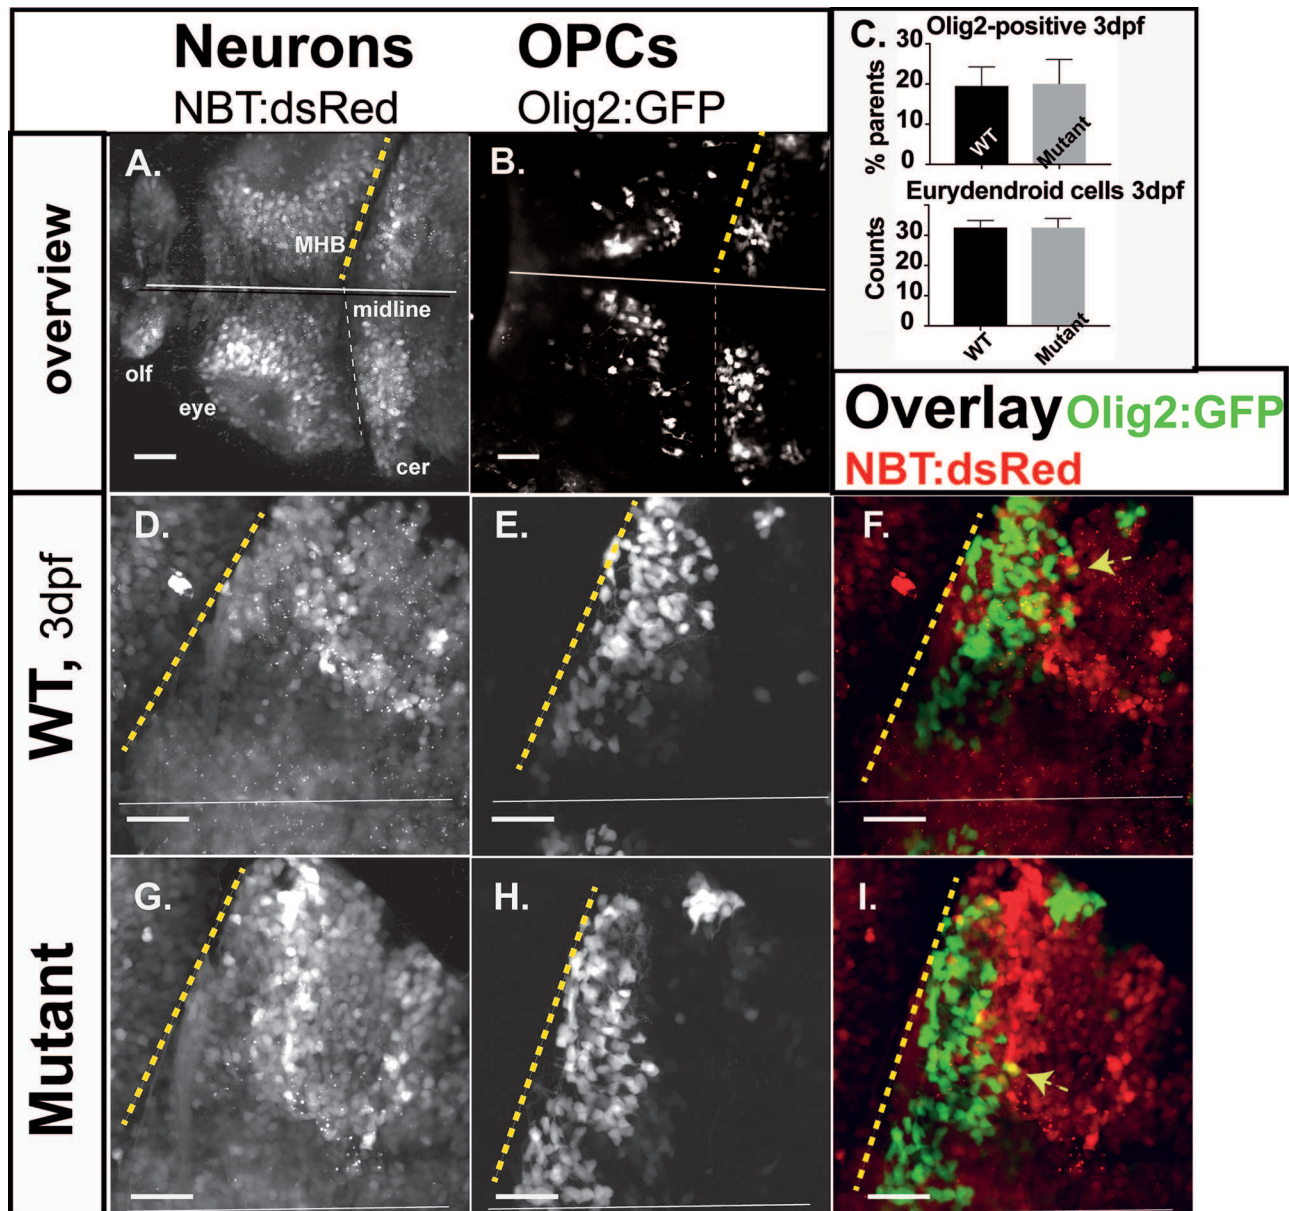 Neurons
NBT:dsRed
OPCs
Olig2:GFP
C.
Olig2-positive 3dpf
% parents
30
20
10
0
WT
Mutant
Eurydendroid cells 3dpf
Counts
30
20
10
0
WT
Mutant
overview
A.
MHB
midline
olf
eye
cer
B.
Overlay Olig2:GFP
NBT:dsRed
WT, 3dpf
D.
E.
F.
Mutant
G.
H.
I.